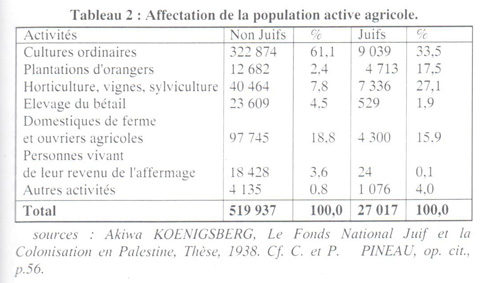 Tableau 2 : Affectation de la population active agricole.
Activités Non Juifs % Juifs %
Cultures ordinaires 322 874 61,1 9 039 33,5
Plantations d'orangers 12 682 2,4 4 713 17,5
Horticulture, vignes, sylviculture 40 464 7,8 7 336 27,1
Elevage du bétail 23 609 4,5 529 1,9
Domestiques de ferme
et ouvriers agricoles 97 745 18,8 4 300 15,9
Personnes vivant
de leur revenu de l'affermage 18 428 3,6 24 0,1
Autres activités 4 135 0,8 1 076 4,0
Total 519 937 100,0 27 017 100,0
sources : Akiwa KOENIGSBERG, Le Fonds National Juif et la
Colonisation en Palestine, Thèse, 1938. Cf. C. et P. PINEAU, op. cit.,
p.56.